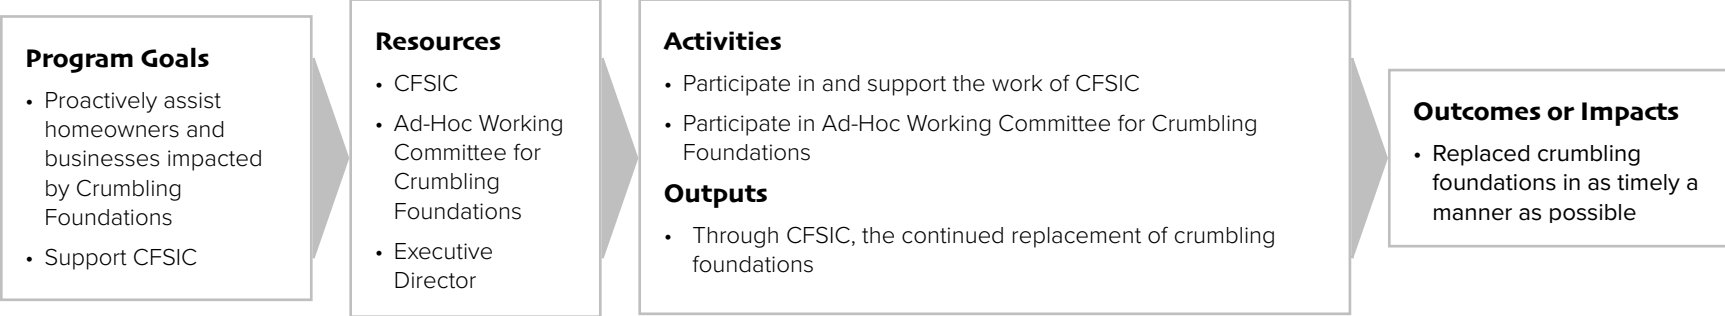 Program Goals
• Proactively assist
homeowners and
businesses impacted
by Crumbling
Foundations
• Support CFSIC
Resources
• CFSIC
• Ad-Hoc Working
Committee for
Crumbling
Foundations
• Executive
Director
Activities
• Participate in and support the work of CFSIC
• Participate in Ad-Hoc Working Committee for Crumbling
Foundations
Outputs
• Through CFSIC, the continued replacement of crumbling
foundations
Outcomes or Impacts
• Replaced crumbling
foundations in as timely a
manner as possible